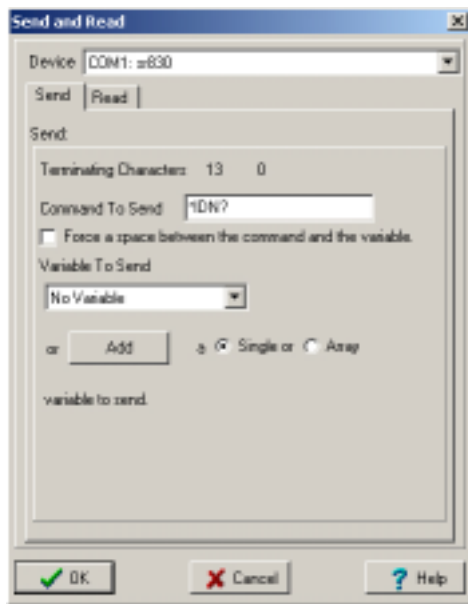 Send and Read
Device COM1: sr830
Send Read
Send:
Terminating Characters 13 0
Command To Send *IDN?
Force a space between the command and the variable.
Variable To Send
No Variable
or Add a Single or Array
variable to send.
OK Cancel Help